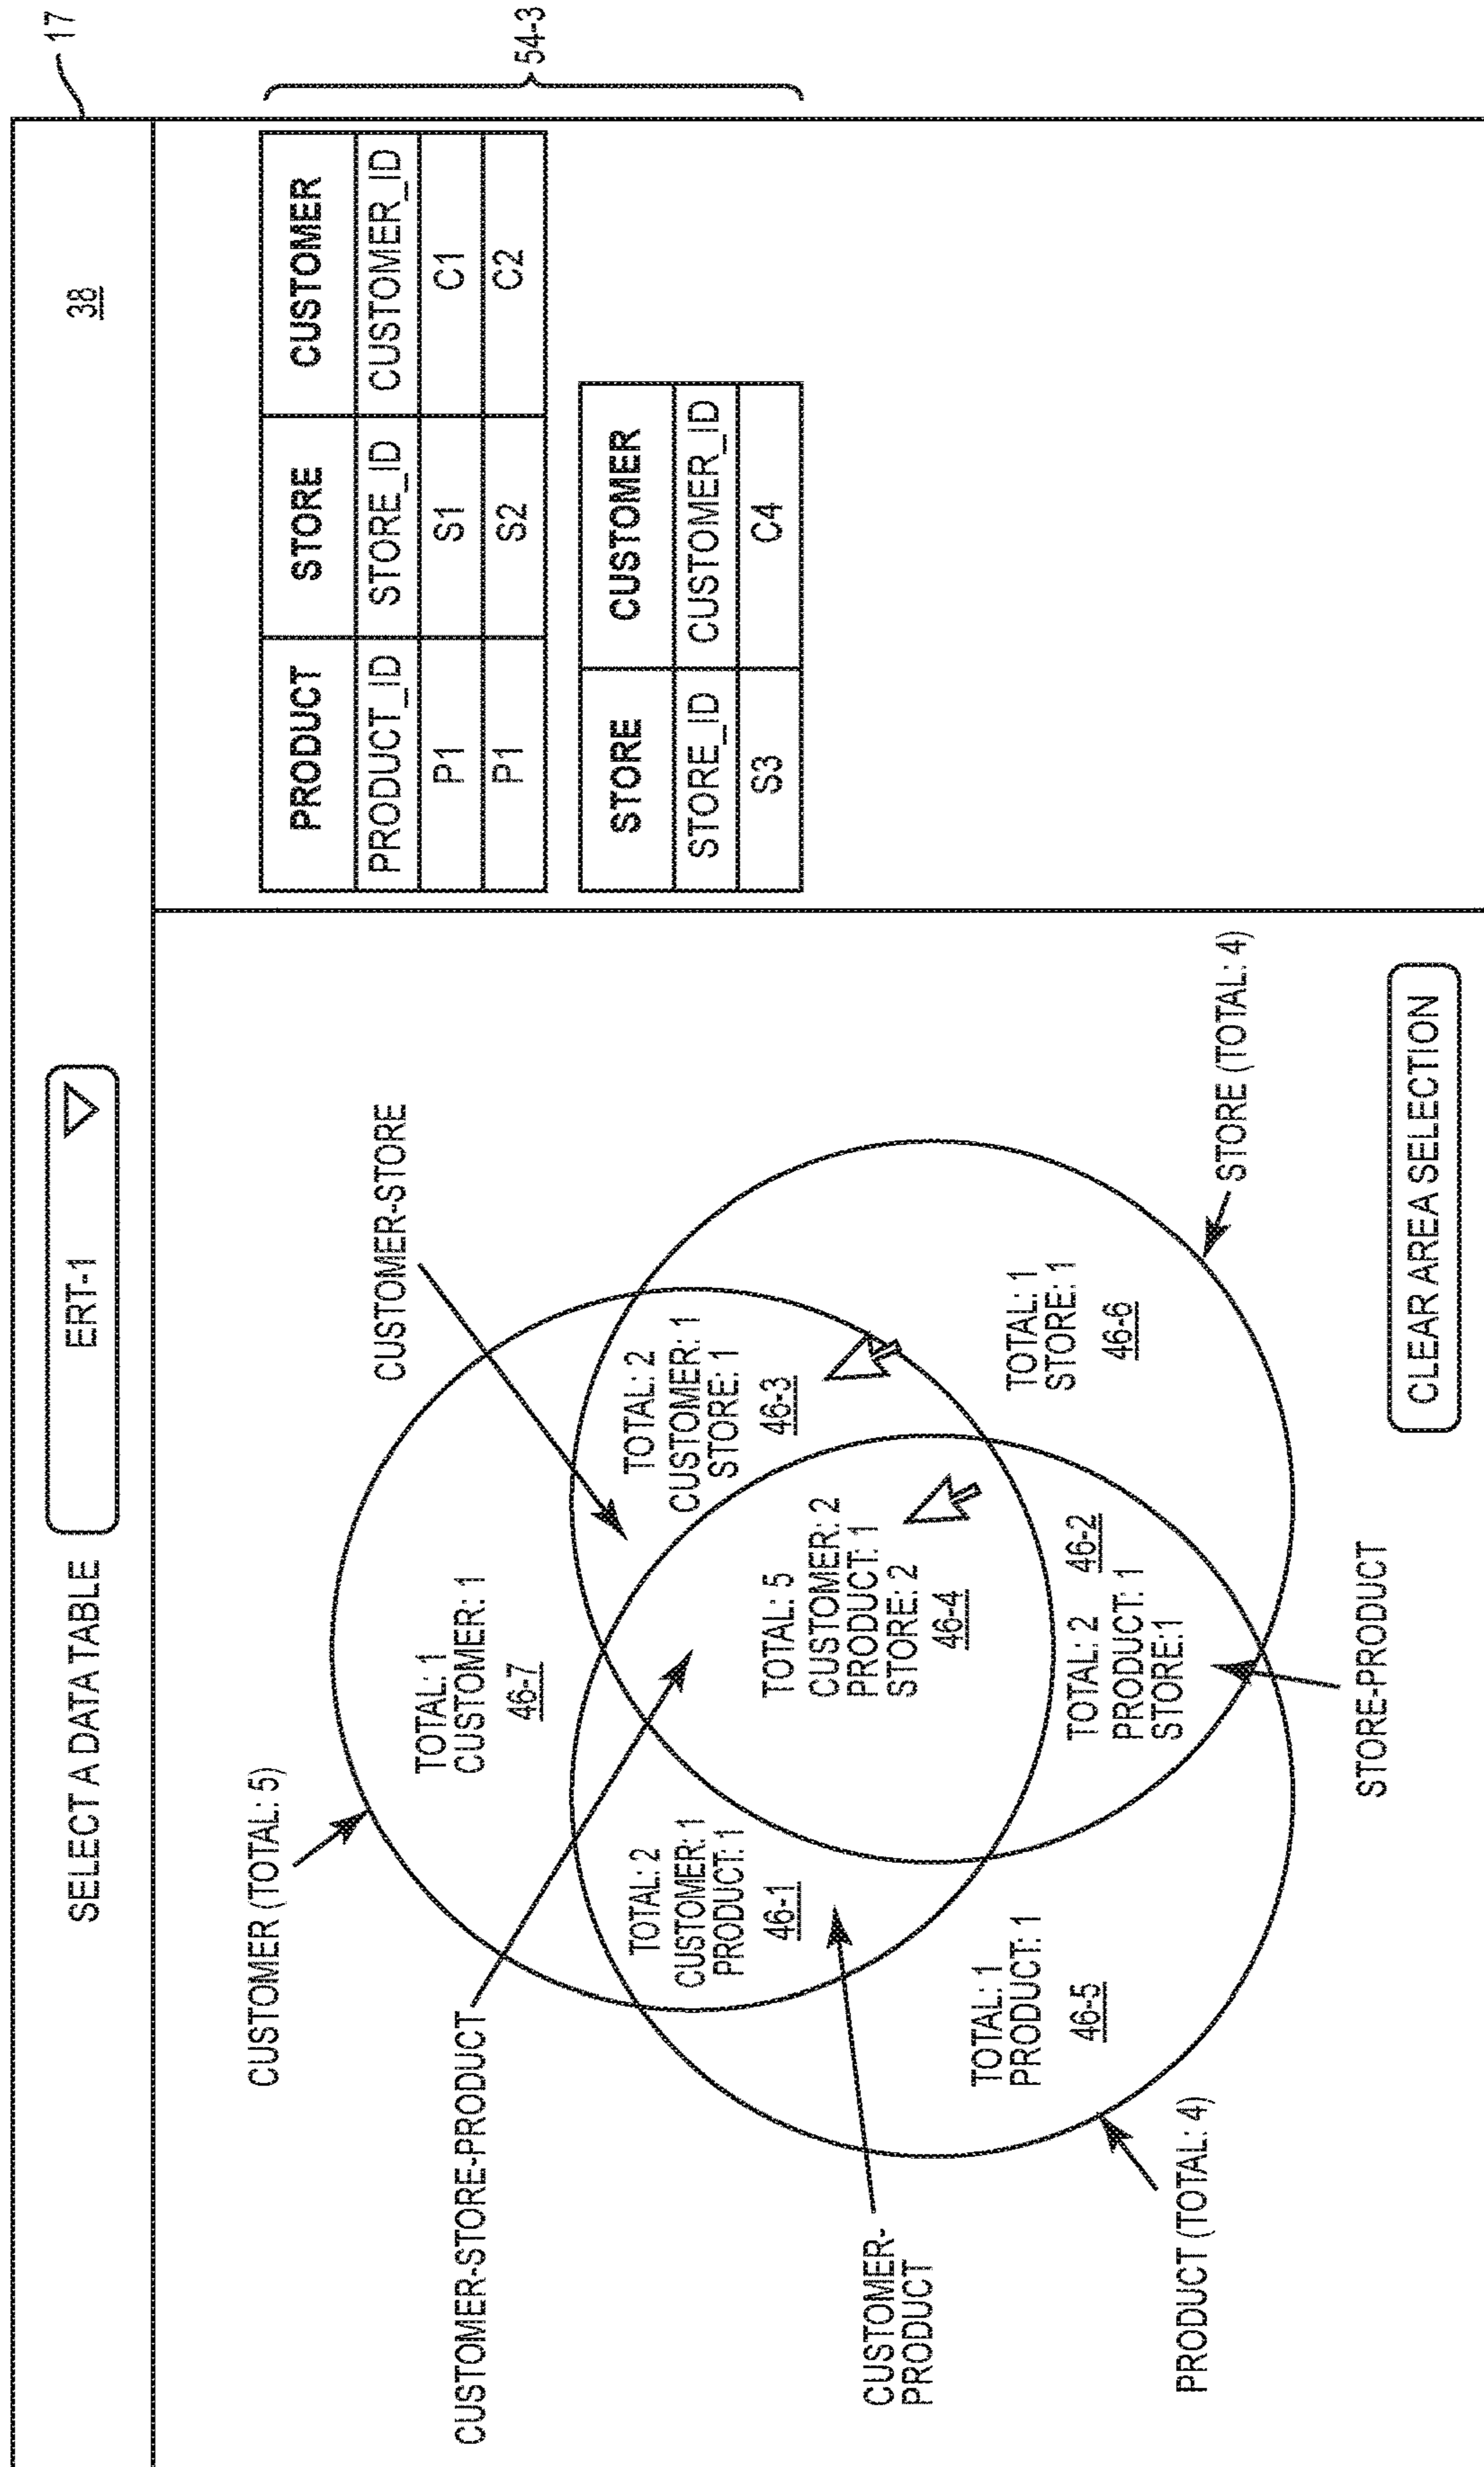 17
SELECT A DATA TABLE
ERT-1
38
CUSTOMER (TOTAL: 5)
CUSTOMER-STORE
CUSTOMER-STORE-PRODUCT
TOTAL: 1
CUSTOMER: 1
46-7
TOTAL: 2
CUSTOMER: 1
PRODUCT: 1
46-1
TOTAL: 2
CUSTOMER: 1
STORE: 1
46-3
TOTAL: 5
CUSTOMER: 2
PRODUCT: 1
STORE: 2
46-4
CUSTOMER-
PRODUCT
TOTAL: 1
PRODUCT: 1
46-5
TOTAL: 2
46-2
PRODUCT: 1
STORE:1
TOTAL: 1
STORE: 1
46-6
PRODUCT (TOTAL: 4)
STORE (TOTAL: 4)
STORE-PRODUCT
CLEAR AREA SELECTION
PRODUCT STORE CUSTOMER
PRODUCT_ID STORE_ID CUSTOMER_ID
P1 S1 C1
P1 S2 C2
STORE CUSTOMER
STORE_ID CUSTOMER_ID
S3 C4
54-3